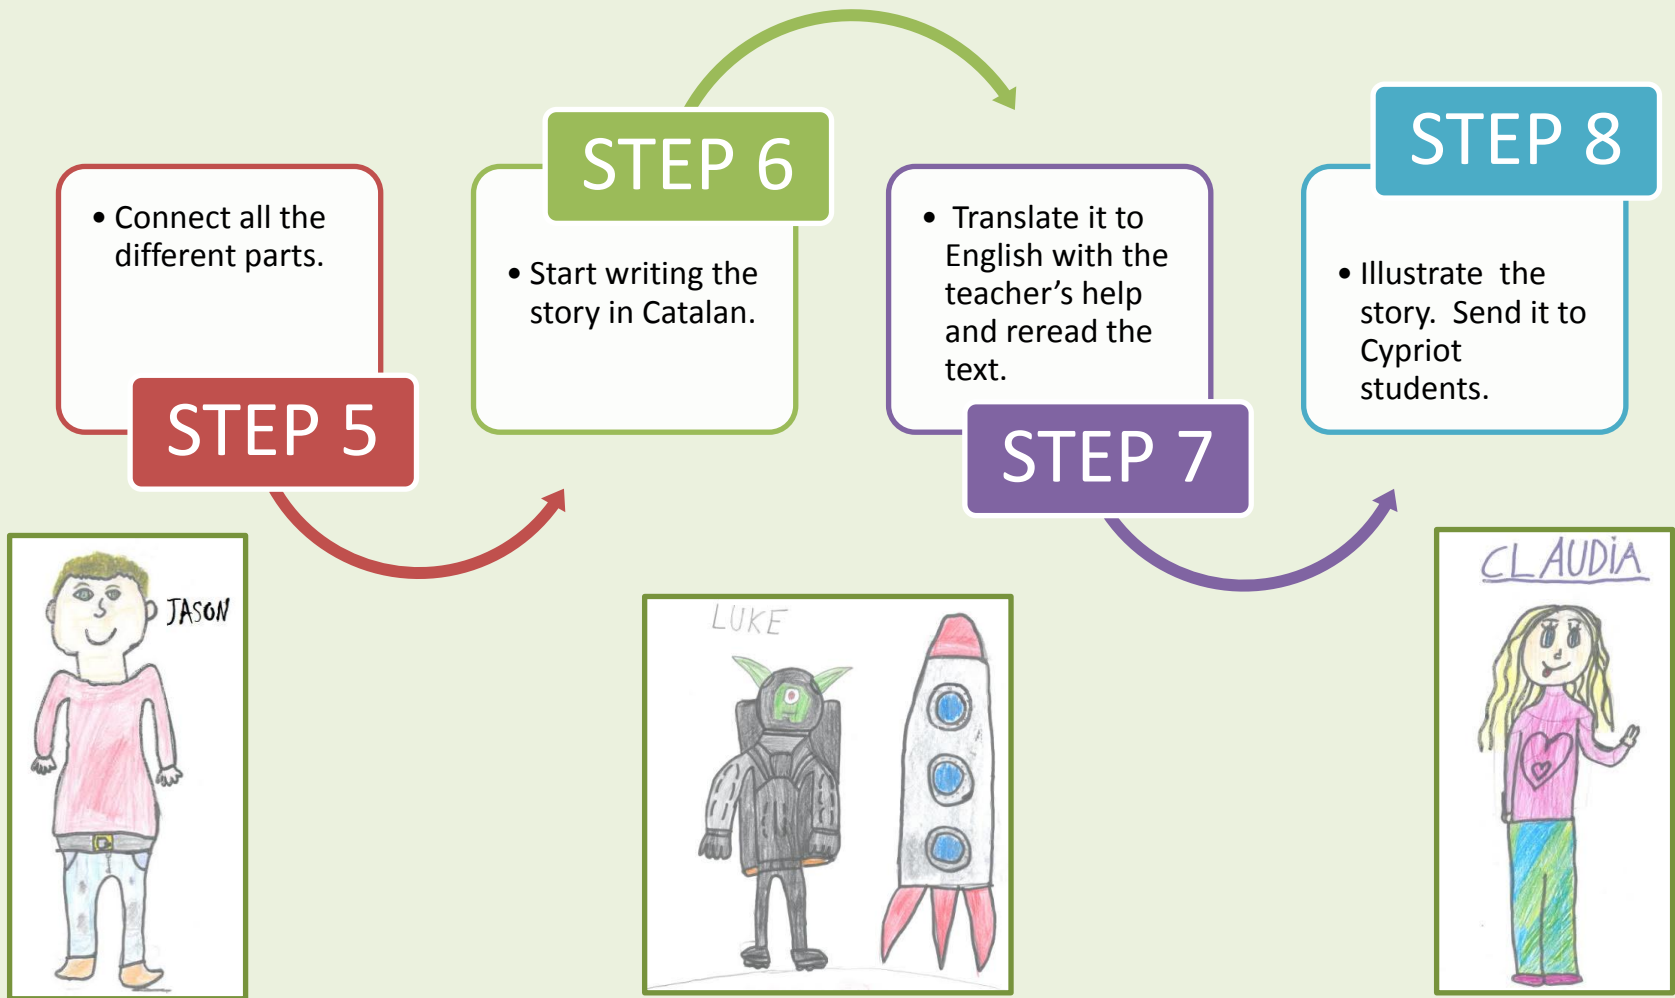 • Connect all the
different parts.
STEP 5
STEP 6
• Start writing the
story in Catalan.
• Translate it to
English with the
teacher’s help
and reread the
text.
STEP 7
STEP 8
• Illustrate the
story. Send it to
Cypriot
students.
JASON
LUKE
CLAUDiA